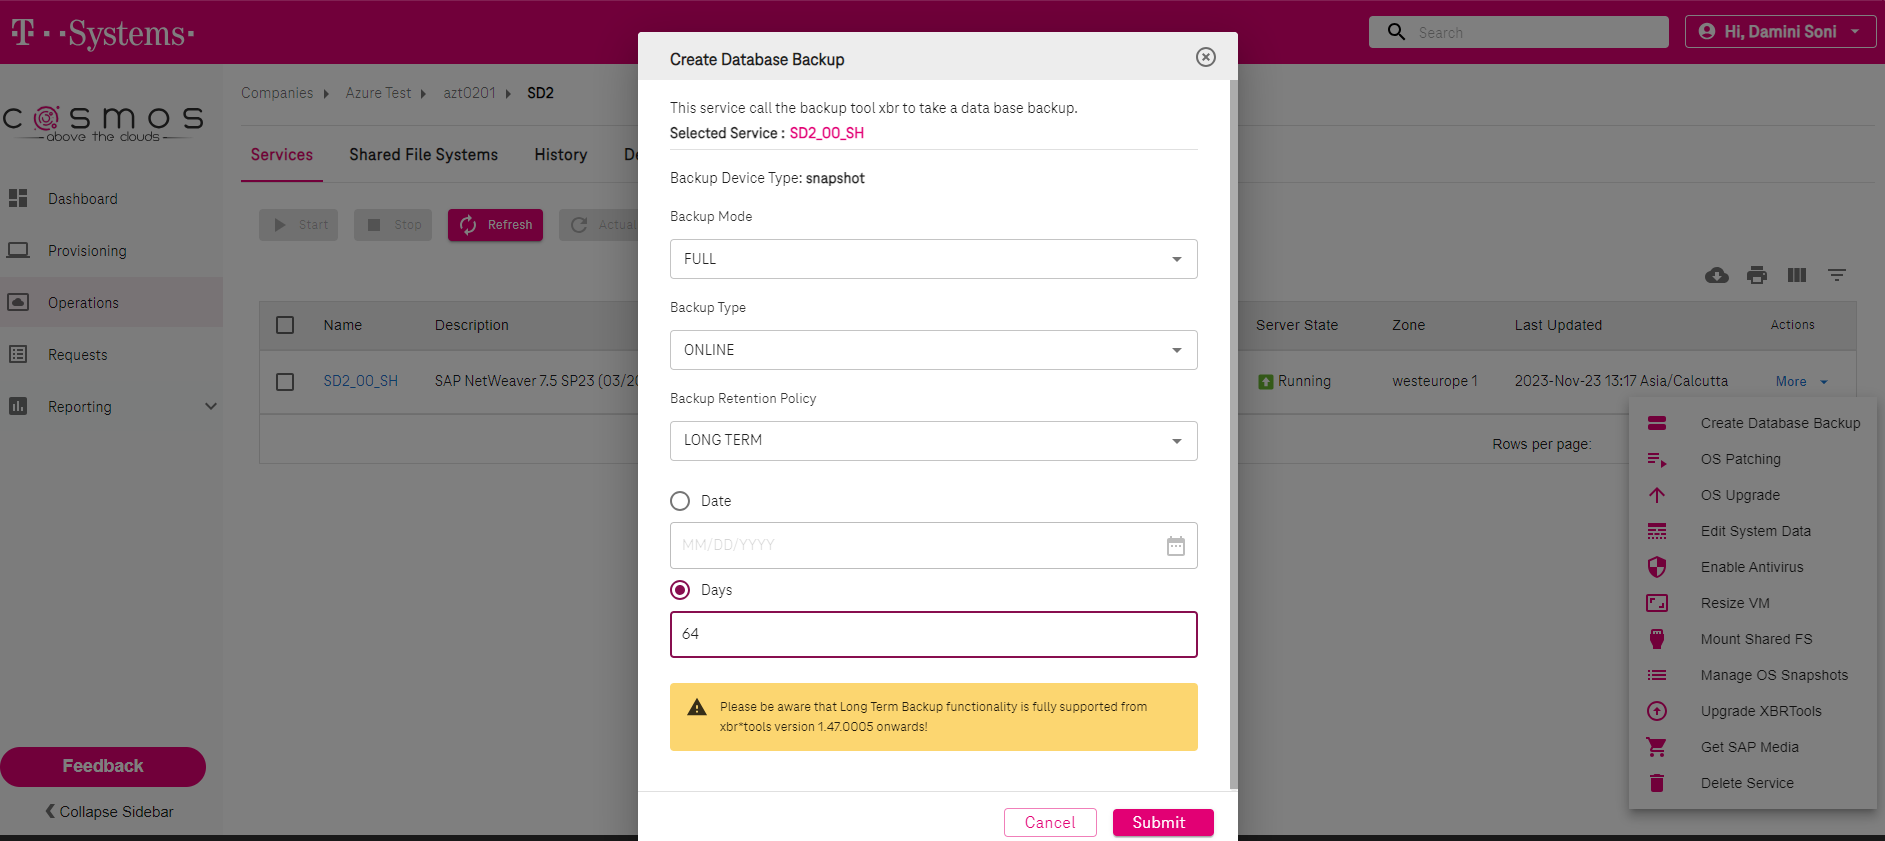 T··Systems·
Search
Hi, Damini Soni
cosmos
above the clouds
Dashboard
Provisioning
Operations
Requests
Reporting
Feedback
Collapse Sidebar
Companies
Azure Test
azt0201
SD2
Services
Shared File Systems
History
Start
Stop
Refresh
Name
Description
SD2_00_SH
SAP NetWeaver 7.5 SP23
Create Database Backup
This service call the backup tool xbr to take a data base backup.
Selected Service : SD2_00_SH
Backup Device Type: snapshot
Backup Mode
FULL
Backup Type
ONLINE
Backup Retention Policy
LONG TERM
Date
MM/DD/YYYY
Days
64
Please be aware that Long Term Backup functionality is fully supported from
xbr*tools version 1.47.0005 onwards!
Cancel
Submit
Server State
Zone
Last Updated
Actions
Running
westeurope 1
2023-Nov-23 13:17 Asia/Calcutta
More
Rows per page:
Create Database Backup
OS Patching
OS Upgrade
Edit System Data
Enable Antivirus
Resize VM
Mount Shared FS
Manage OS Snapshots
Upgrade XBRTools
Get SAP Media
Delete Service